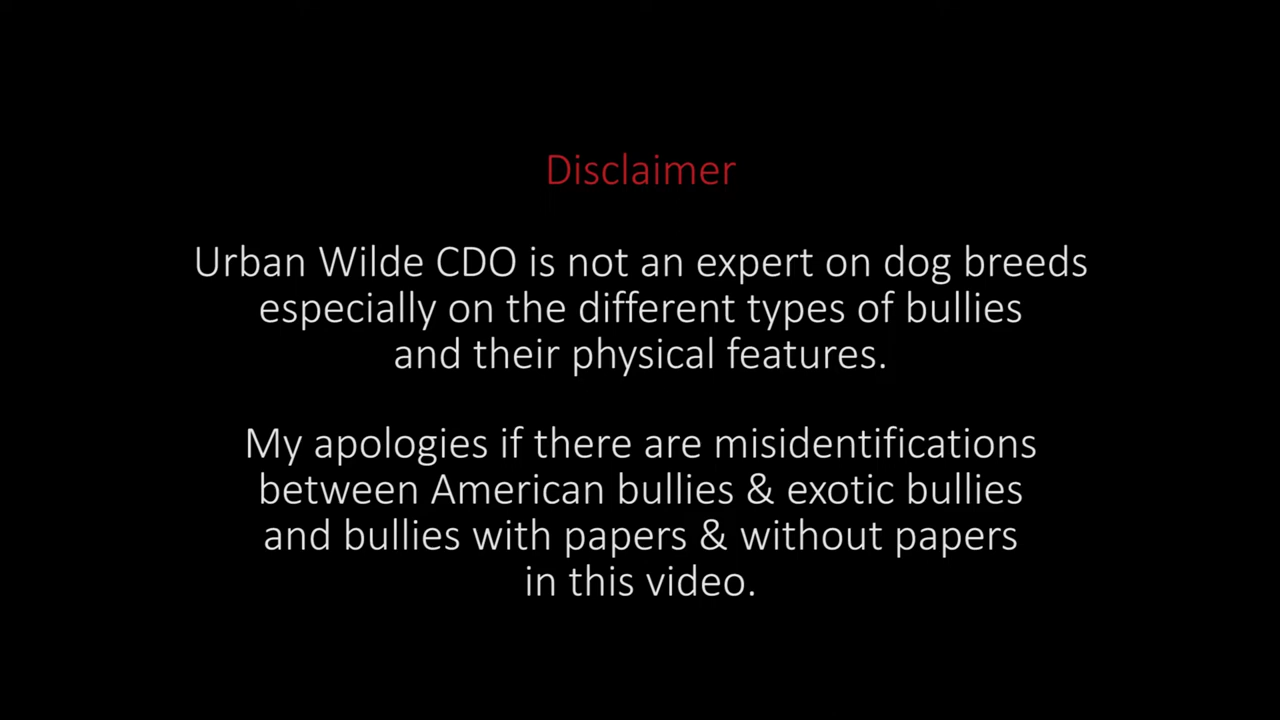 Disclaimer
Urban Wilde CDO is not an expert on dog breeds
especially on the different types of bullies
and their physical features.
My apologies if there are misidentifications
between American bullies & exotic bullies
and bullies with papers & without papers
in this video.